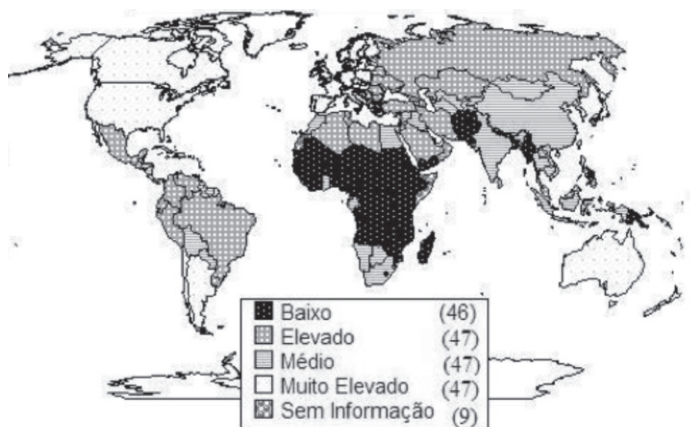 Baixo (46)
Elevado (47)
Médio (47)
Muito Elevado (47)
Sem Informação (9)